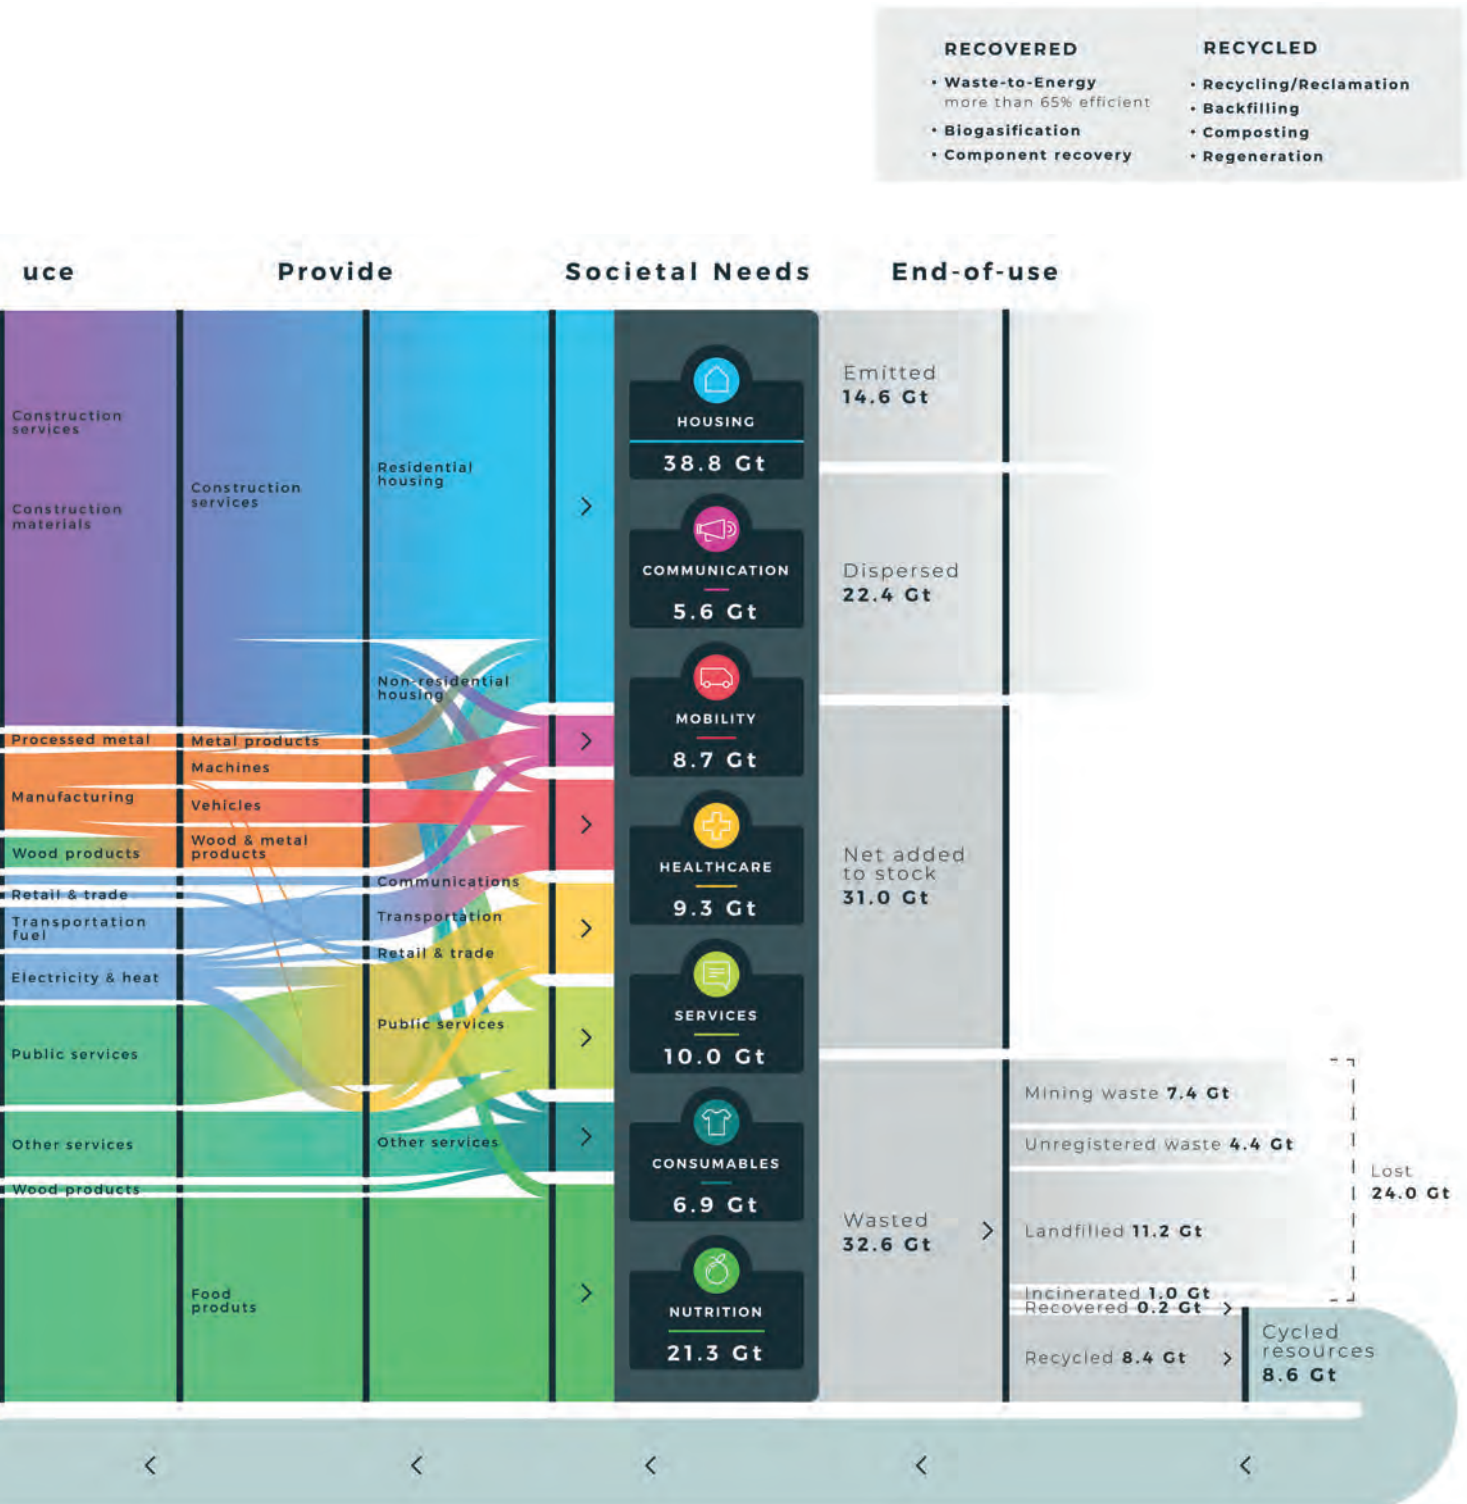 RECOVERED
• Waste-to-Energy
more than 65% efficient
• Biogasification
• Component recovery
RECYCLED
• Recycling/Reclamation
• Backfilling
• Composting
• Regeneration
uce
Provide
Societal Needs
End-of-use
Construction
services
Construction
materials
Processed metal
Manufacturing
Wood products
Retail & trade
Transportation
fuel
Electricity & heat
Public services
Other services
Wood products
Construction
services
Metal products
Machines
Vehicles
Wood & metal
products
Food
produts
Residential
housing
Non-residential
housing
Communications
Transportation
Retail & trade
Public services
Other services
HOUSING
38.8 Gt
COMMUNICATION
5.6 Gt
MOBILITY
8.7 Gt
HEALTHCARE
9.3 Gt
SERVICES
10.0 Gt
CONSUMABLES
6.9 Gt
NUTRITION
21.3 Gt
Emitted
14.6 Gt
Dispersed
22.4 Gt
Net added
to stock
31.0 Gt
Wasted
32.6 Gt
Mining waste 7.4 Gt
Unregistered waste 4.4 Gt
Landfilled 11.2 Gt
Incinerated 1.0 Gt
Recovered 0.2 Gt
Recycled 8.4 Gt
Lost
24.0 Gt
Cycled
resources
8.6 Gt